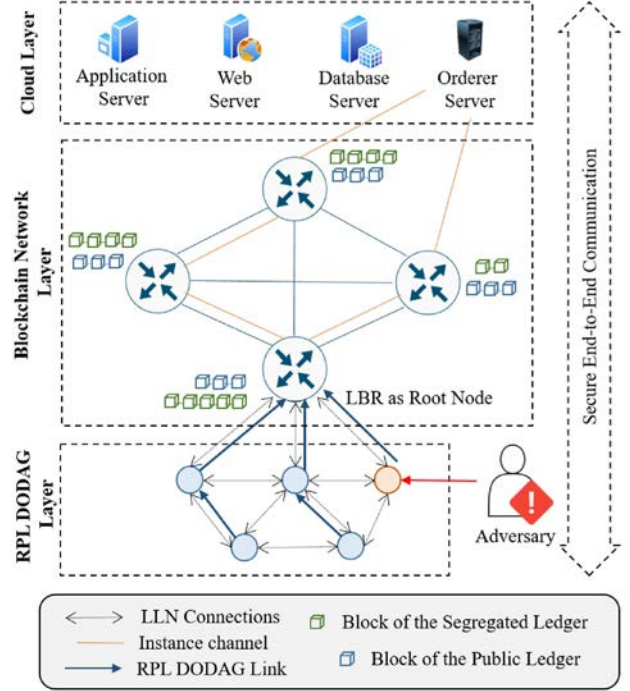 Cloud Layer
Application
Server
Web
Server
Database
Server
Orderer
Server
Blockchain Network
Layer
LBR as Root Node
RPL DODAG
Layer
Adversary
Secure End-to-End Communication
LLN Connections
Instance channel
RPL DODAG Link
Block of the Segregated Ledger
Block of the Public Ledger